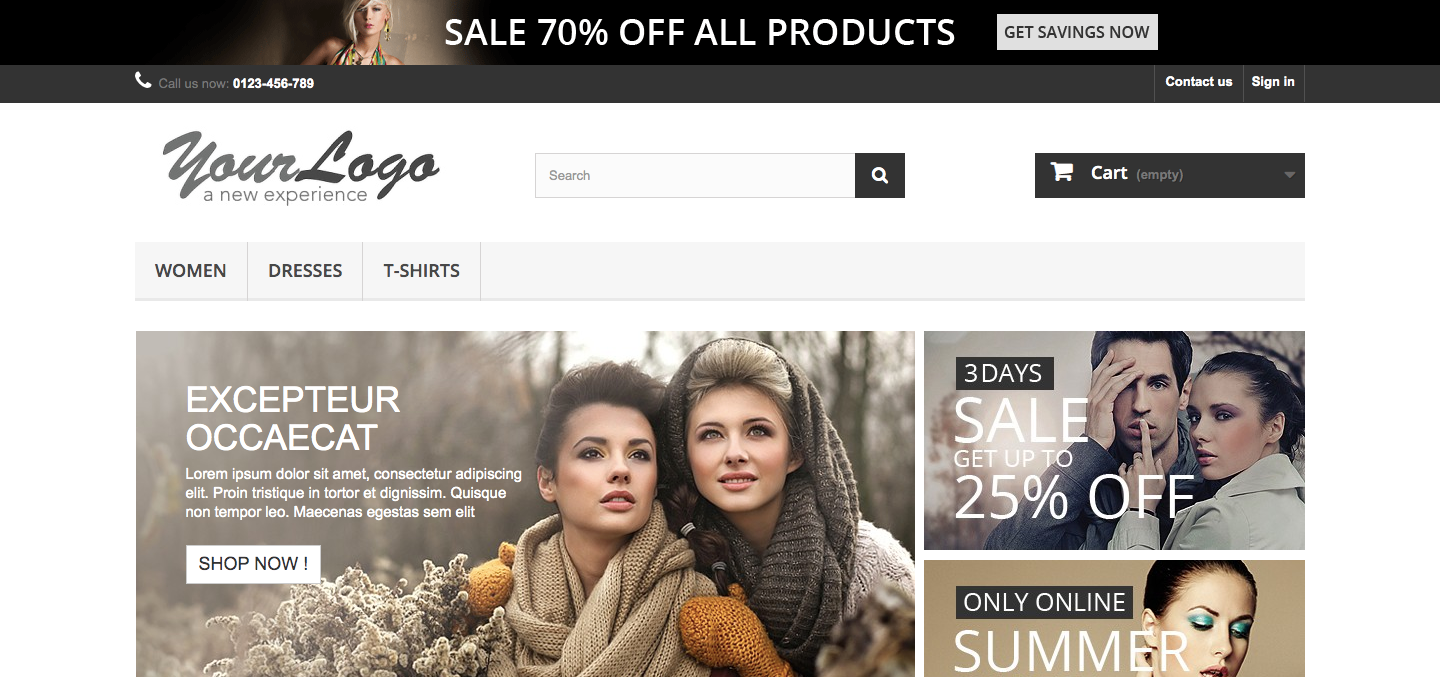 SALE 70% OFF ALL PRODUCTS
GET SAVINGS NOW
Call us now: 0123-456-789
Contact us
Sign in
YourLogo
a new experience
Search
Cart (empty)
WOMEN
DRESSES
T-SHIRTS
EXCEPTEUR
OCCAECAT
Lorem ipsum dolor sit amet, consectetur adipiscing
elit. Proin tristique in tortor et dignissim. Quisque
non tempor leo. Maecenas egestas sem elit
SHOP NOW !
3 DAYS
SALE
GET UP TO
25% OFF
ONLY ONLINE
SUMMER